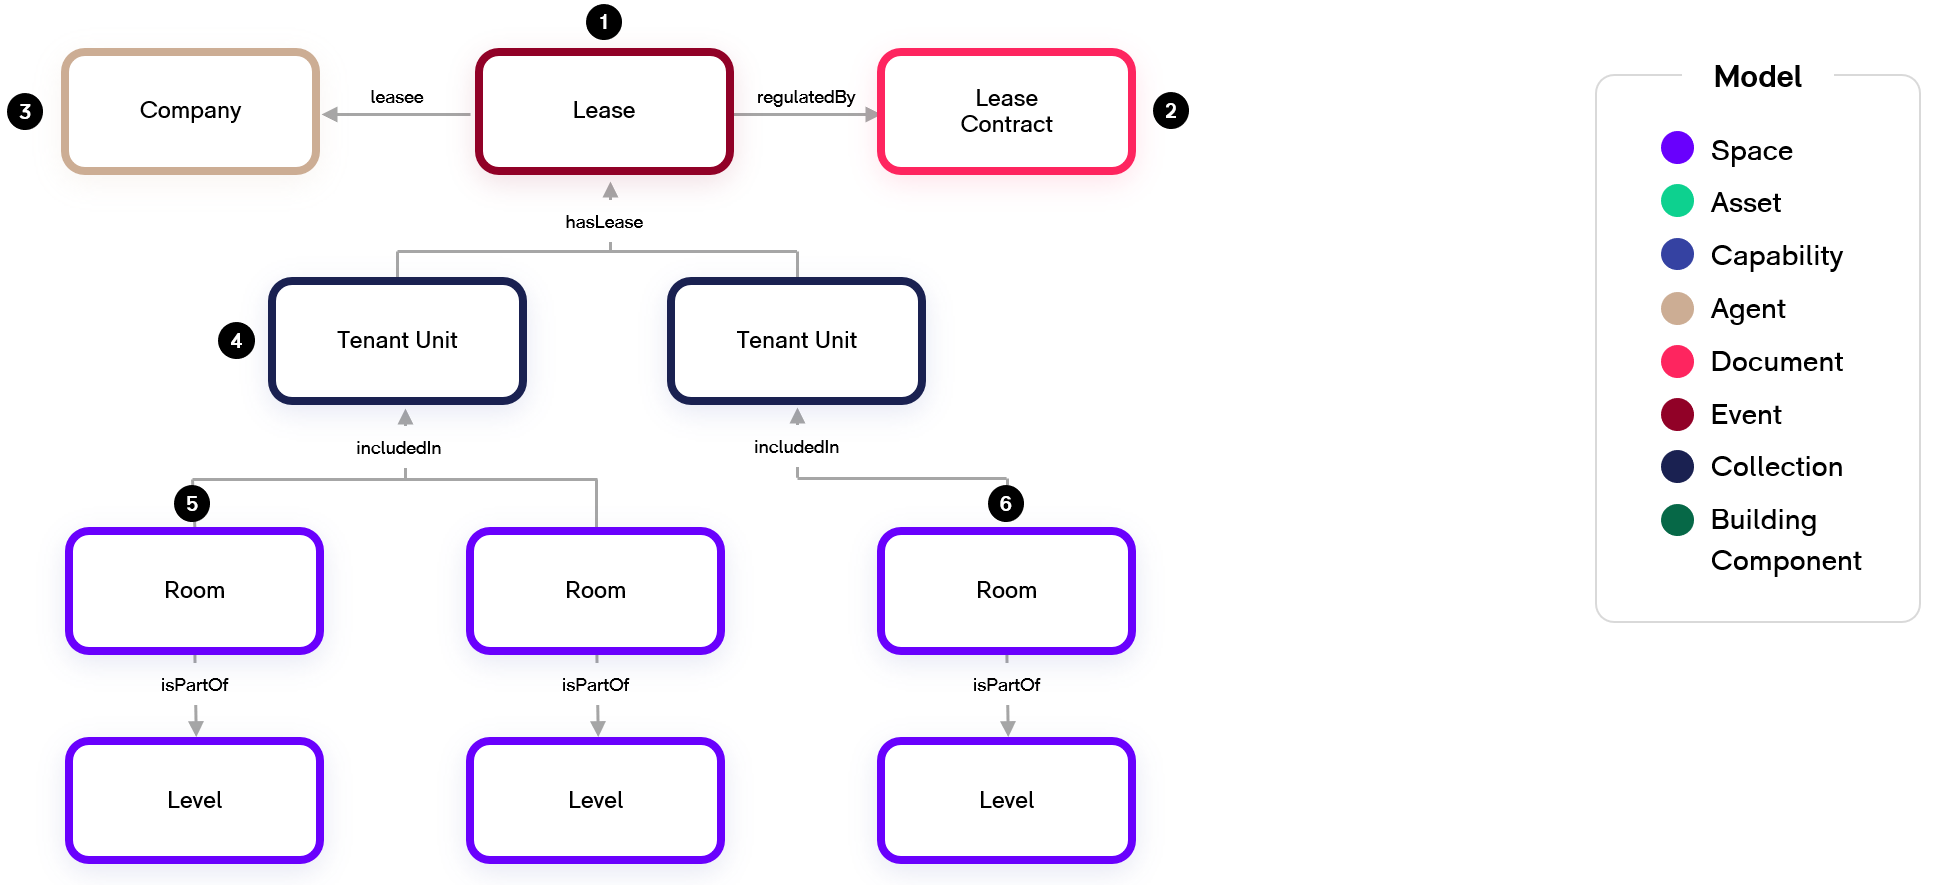 1
3
Company
leasee
Lease
regulatedBy
Lease
Contract
2
hasLease
4
Tenant Unit
Tenant Unit
includedIn
includedIn
5
6
Room
Room
Room
isPartOf
isPartOf
isPartOf
Level
Level
Level
Model
Space
Asset
Capability
Agent
Document
Event
Collection
Building
Component